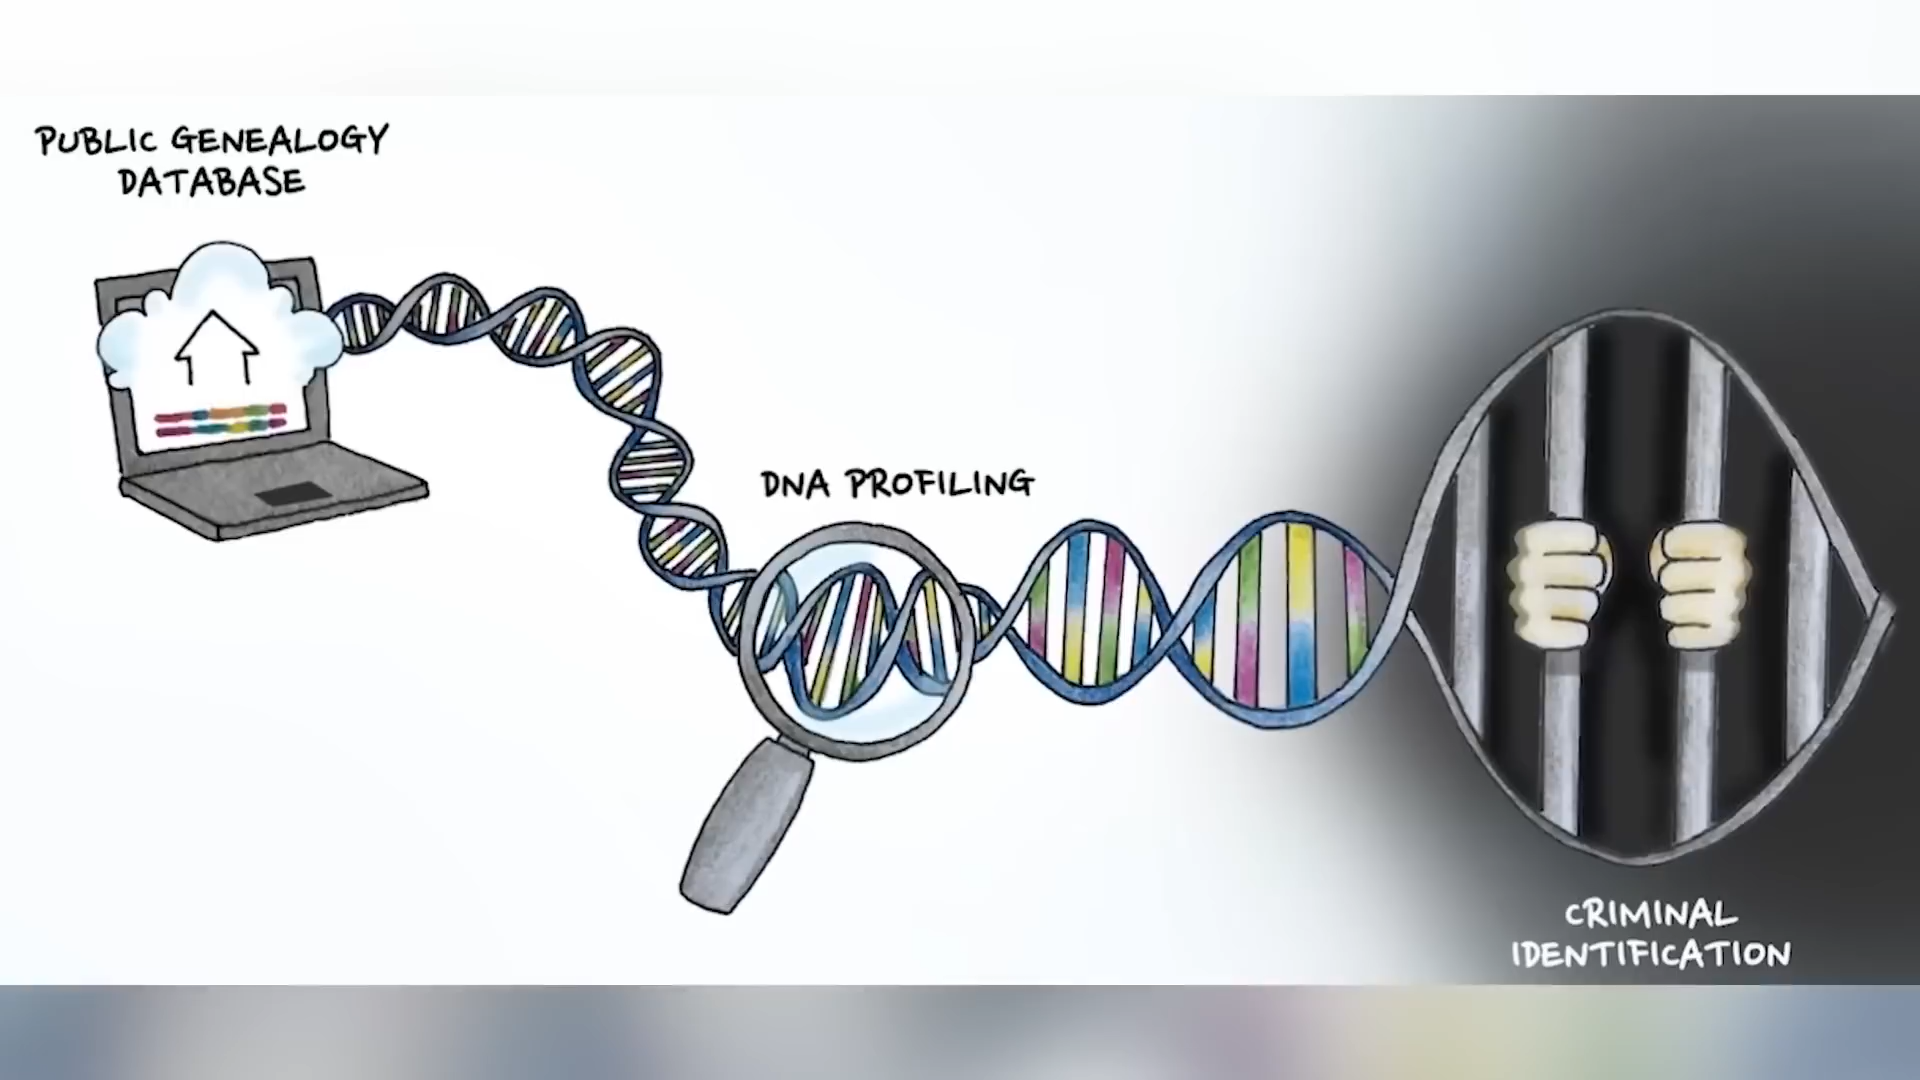 PUBLIC GENEALOGY
DATABASE
DNA PROFILING
CRIMINAL
IDENTIFICATION